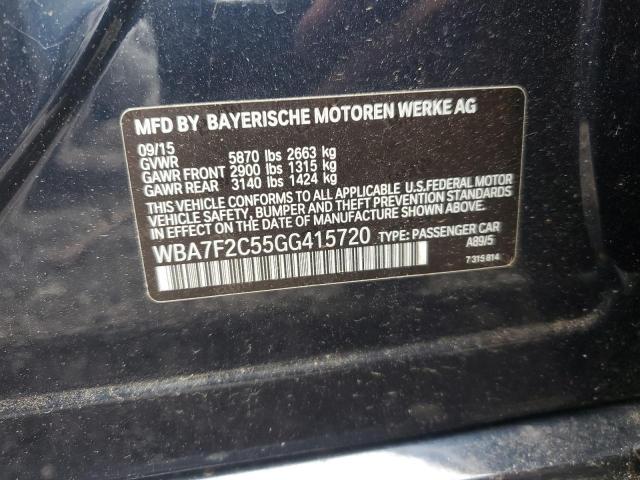 MFD BY BAYERISCHE MOTOREN WERKE AG
09/15
GVWR 5870 lbs 2663 kg
GAWR FRONT 2900 lbs 1315 kg
GAWR REAR 3140 lbs 1424 kg
THIS VEHICLE CONFORMS TO ALL APPLICABLE U.S.FEDERAL MOTOR
VEHICLE SAFETY, BUMPER, AND THEFT PREVENTION STANDARDS
IN EFFECT ON THE DATE OF MANUFACTURE SHOWN ABOVE.
WBA7F2C55GG415720 TYPE: PASSENGER CAR
A89/5
7 315 814